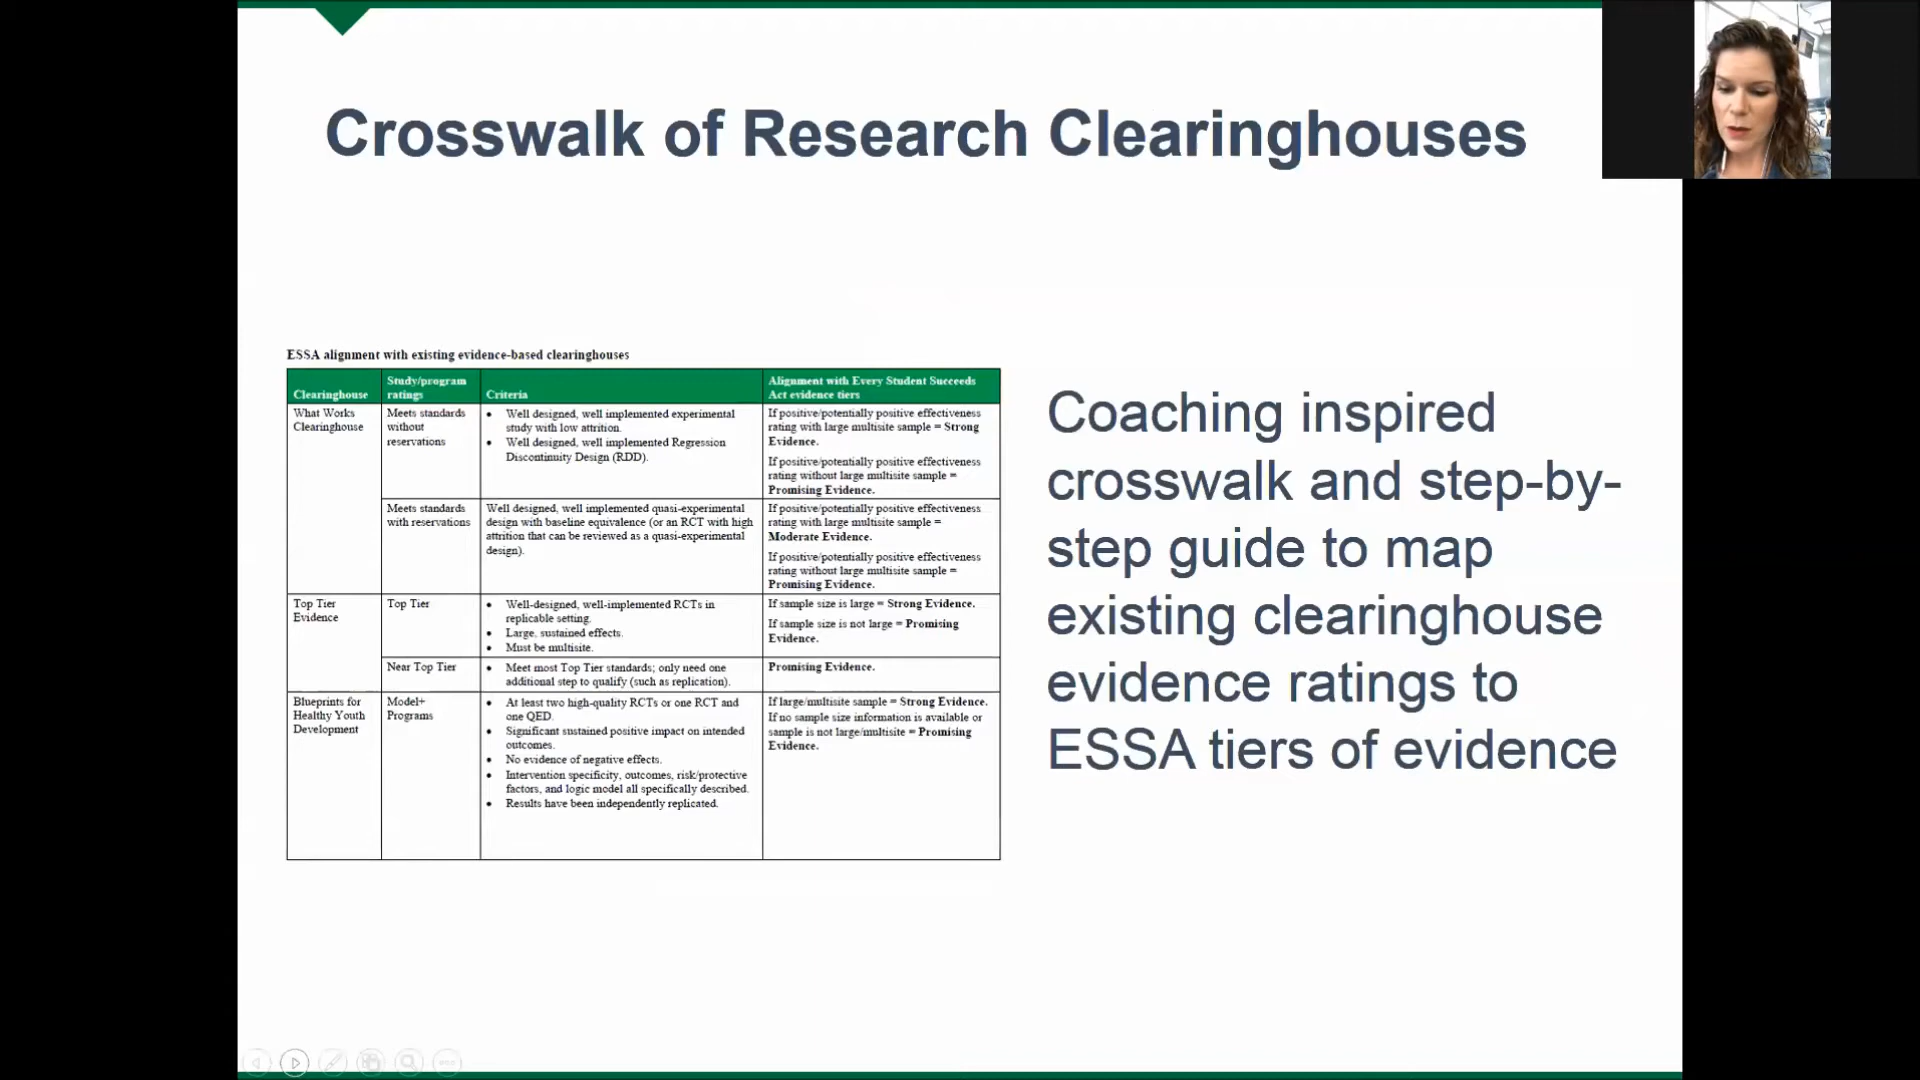 Crosswalk of Research Clearinghouses
ESSA alignment with existing evidence-based clearinghouses
Clearinghouse
Study/program
ratings
Criteria
Alignment with Every Student Succeeds
Act evidence tiers
What Works
Clearinghouse
Meets standards
without
reservations
• Well designed, well implemented experimental
study with low attrition.
• Well designed, well implemented Regression
Discontinuity Design (RDD).
If positive/potentially positive effectiveness
rating with large multisite sample = Strong
Evidence.
If positive/potentially positive effectiveness
rating without large multisite sample =
Promising Evidence.
Meets standards
with reservations
Well designed, well implemented quasi-experimental
design with baseline equivalence (or an RCT with high
attrition that can be reviewed as a quasi-experimental
design).
If positive/potentially positive effectiveness
rating with large multisite sample =
Moderate Evidence.
If positive/potentially positive effectiveness
rating without large multisite sample =
Promising Evidence.
Top Tier
Evidence
Top Tier
• Well-designed, well-implemented RCTs in
replicable setting.
• Large, sustained effects.
• Must be multisite.
If sample size is large = Strong Evidence.
If sample size is not large = Promising
Evidence.
Near Top Tier
• Meet most Top Tier standards; only need one
additional step to qualify (such as replication).
Promising Evidence.
Blueprints for
Healthy Youth
Development
Model+
Programs
• At least two high-quality RCTs or one RCT and
one QED.
• Significant sustained positive impact on intended
outcomes.
• No evidence of negative effects.
• Intervention specificity, outcomes, risk/protective
factors, and logic model all specifically described.
• Results have been independently replicated.
If large/multisite sample = Strong Evidence.
If no sample size information is available or
sample is not large/multisite = Promising
Evidence.
Coaching inspired
crosswalk and step-by-
step guide to map
existing clearinghouse
evidence ratings to
ESSA tiers of evidence